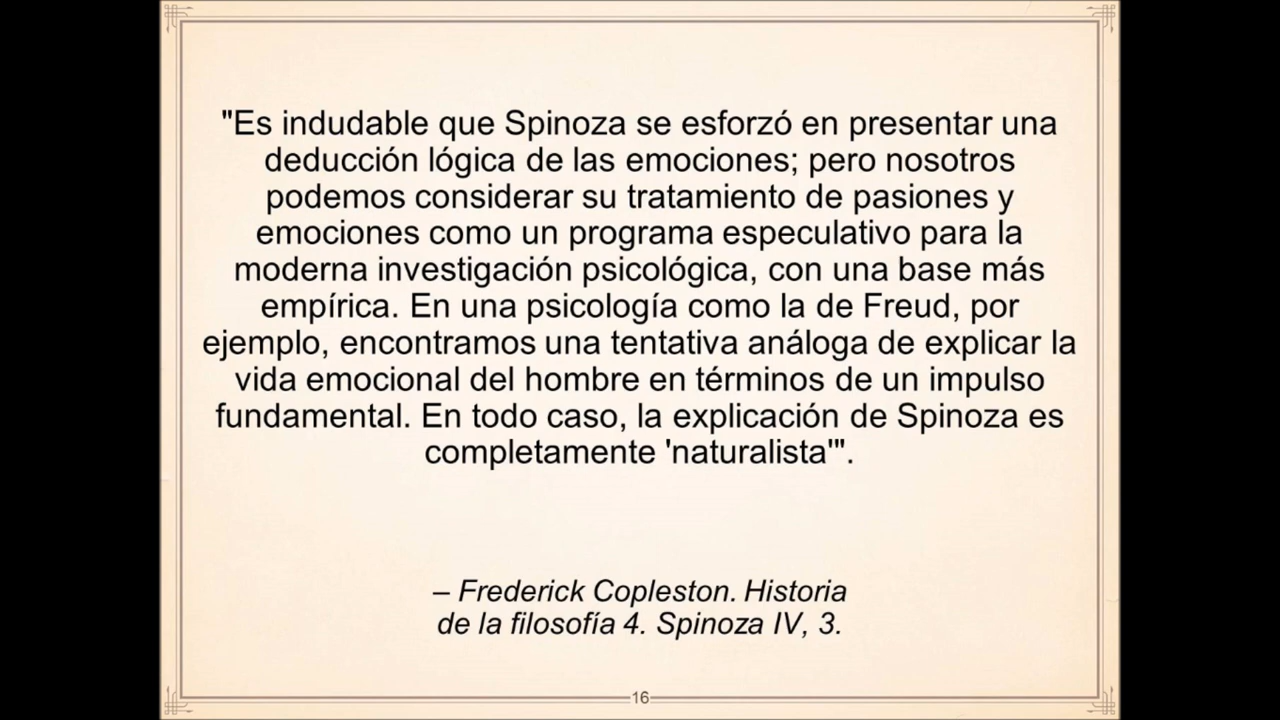 "Es indudable que Spinoza se esforzó en presentar una
deducción lógica de las emociones; pero nosotros
podemos considerar su tratamiento de pasiones y
emociones como un programa especulativo para la
moderna investigación psicológica, con una base más
empírica. En una psicología como la de Freud, por
ejemplo, encontramos una tentativa análoga de explicar la
vida emocional del hombre en términos de un impulso
fundamental. En todo caso, la explicación de Spinoza es
completamente 'naturalista'".
– Frederick Copleston. Historia
de la filosofía 4. Spinoza IV, 3.
16